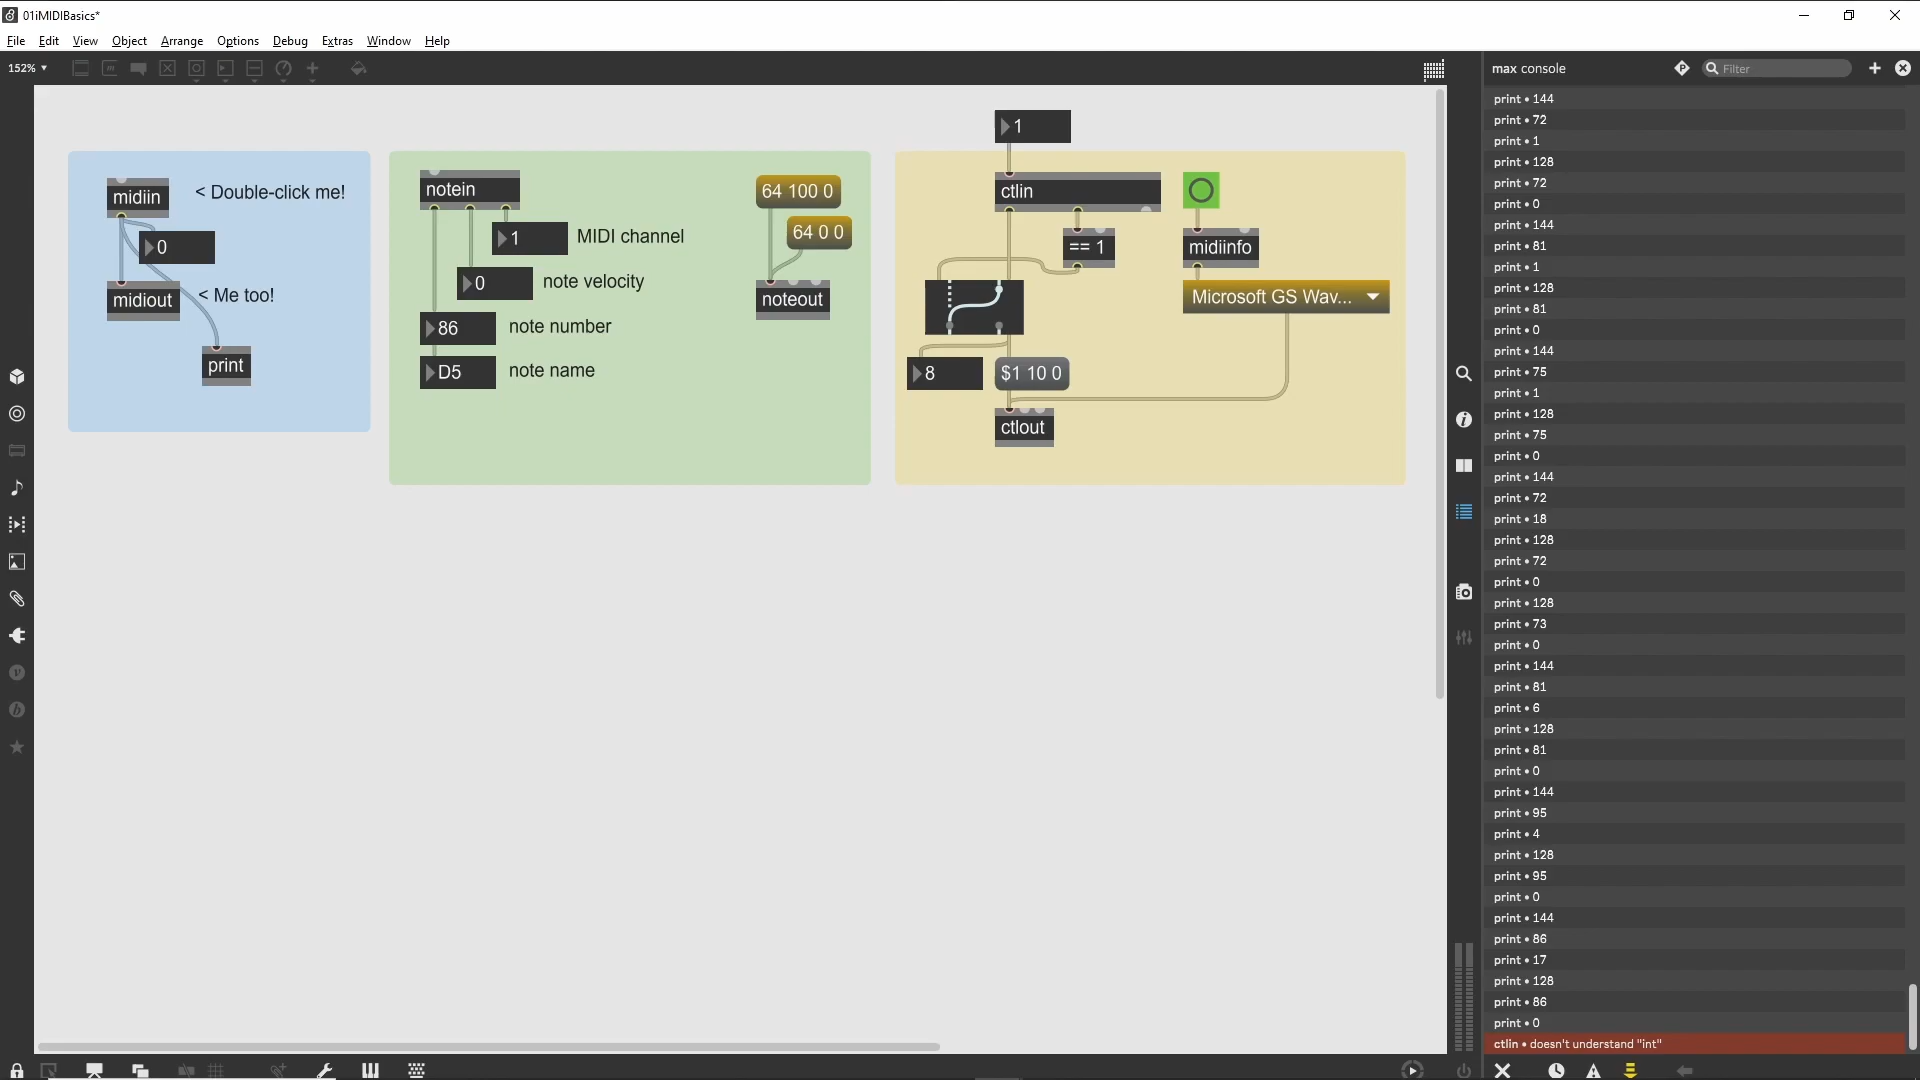 01iMIDIBasics*
File Edit View Object Arrange Options Debug Extras Window Help
152%
midiin
< Double-click me!
0
midiout
< Me too!
print
notein
1
MIDI channel
0
note velocity
86
note number
D5
note name
64 100 0
64 0 0
noteout
1
ctlin
== 1
8
$1 10 0
ctlout
midiinfo
Microsoft GS Wav...
max console
Filter
print • 144
print • 72
print • 1
print • 128
print • 72
print • 0
print • 144
print • 81
print • 1
print • 128
print • 81
print • 0
print • 144
print • 75
print • 1
print • 128
print • 75
print • 0
print • 144
print • 72
print • 18
print • 128
print • 72
print • 0
print • 128
print • 73
print • 0
print • 144
print • 81
print • 6
print • 128
print • 81
print • 0
print • 144
print • 95
print • 4
print • 128
print • 95
print • 0
print • 144
print • 86
print • 17
print • 128
print • 86
print • 0
ctlin • doesn't understand "int"